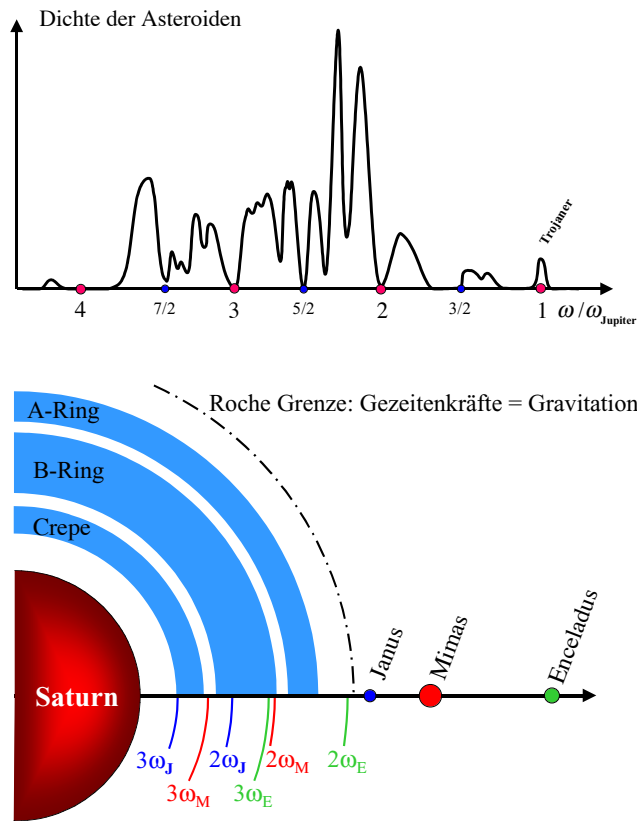 Dichte der Asteroiden
Trojaner
4 7/2 3 5/2 2 3/2 1 ω/ω Jupiter
Roche Grenze: Gezeitenkräfte = Gravitation
A-Ring
B-Ring
Crepe
Janus
Mimas
Enceladus
Saturn
3ωJ 2ωJ 2ωM 2ωE
3ωM 3ωE